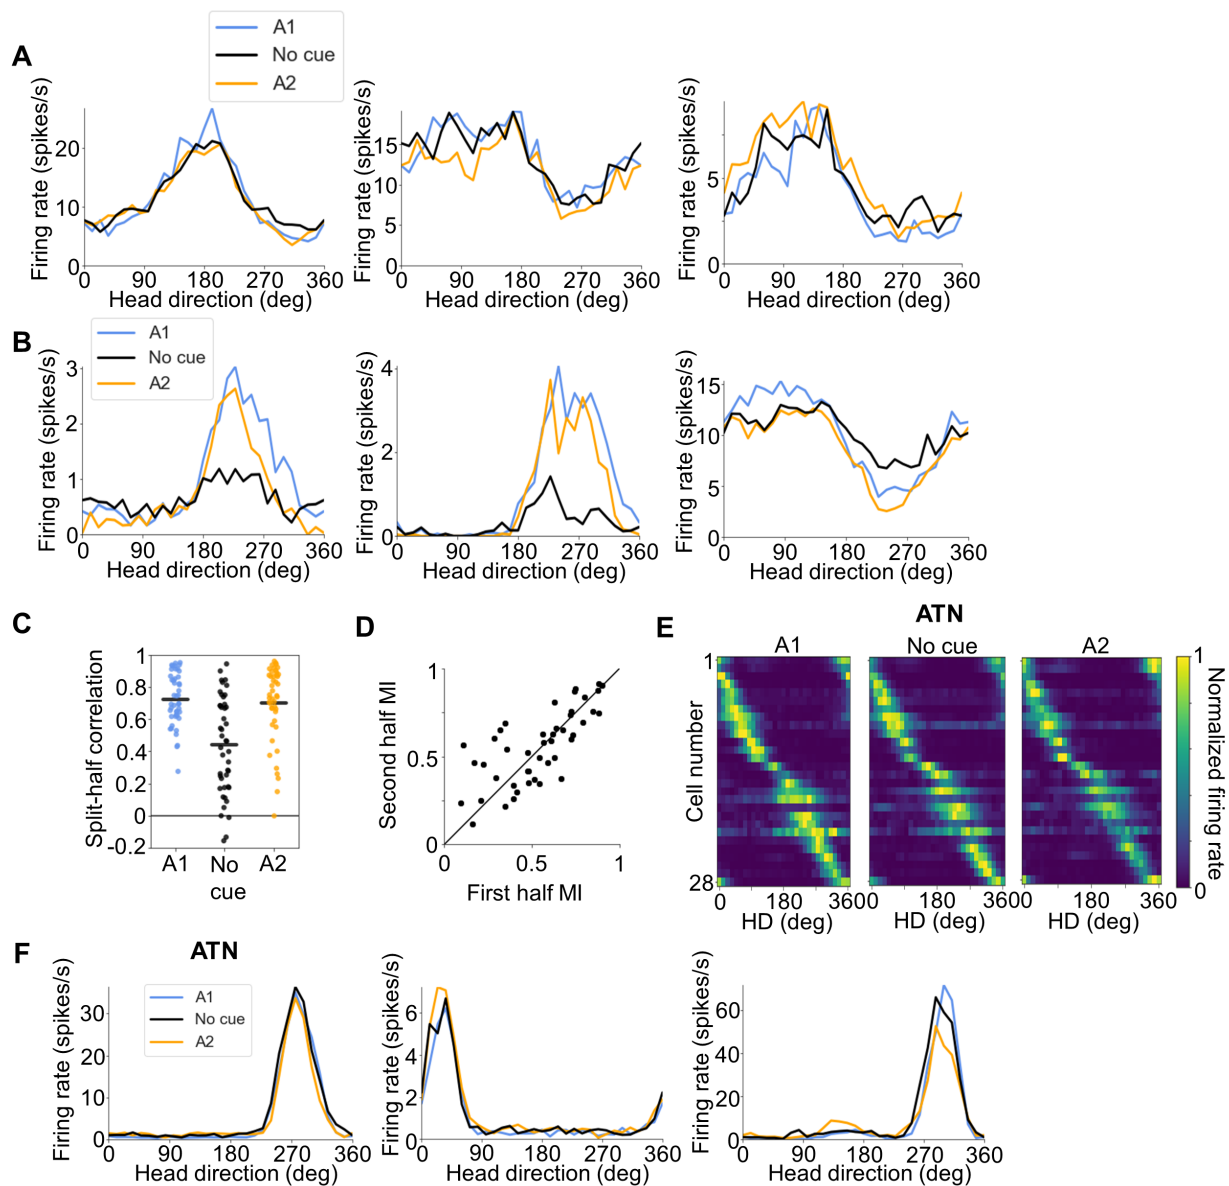 A
A1
No cue
A2
Firing rate (spikes/s)
20
10
0
0 90 180 270 360
Head direction (deg)
Firing rate (spikes/s)
15
10
5
0
0 90 180 270 360
Head direction (deg)
Firing rate (spikes/s)
5
0
0 90 180 270 360
Head direction (deg)
B
A1
No cue
A2
Firing rate (spikes/s)
3
2
1
0
0 90 180 270 360
Head direction (deg)
Firing rate (spikes/s)
4
2
0
0 90 180 270 360
Head direction (deg)
Firing rate (spikes/s)
15
10
5
0
0 90 180 270 360
Head direction (deg)
C
Split-half correlation
1
0.8
0.6
0.4
0.2
0
-0.2
A1 No cue A2
D
Second half MI
1
0.5
0
0 0.5 1
First half MI
E
ATN
A1 No cue A2
Cell number
1
28
0 180 360
HD (deg)
0 180 360
HD (deg)
0 180 360
HD (deg)
1
0
Normalized firing rate
F
ATN
A1
No cue
A2
Firing rate (spikes/s)
30
20
10
0
0 90 180 270 360
Head direction (deg)
Firing rate (spikes/s)
6
4
2
0
0 90 180 270 360
Head direction (deg)
Firing rate (spikes/s)
60
40
20
0
0 90 180 270 360
Head direction (deg)